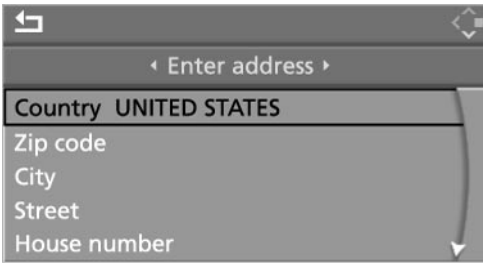 Enter address
Country UNITED STATES
Zip code
City
Street
House number